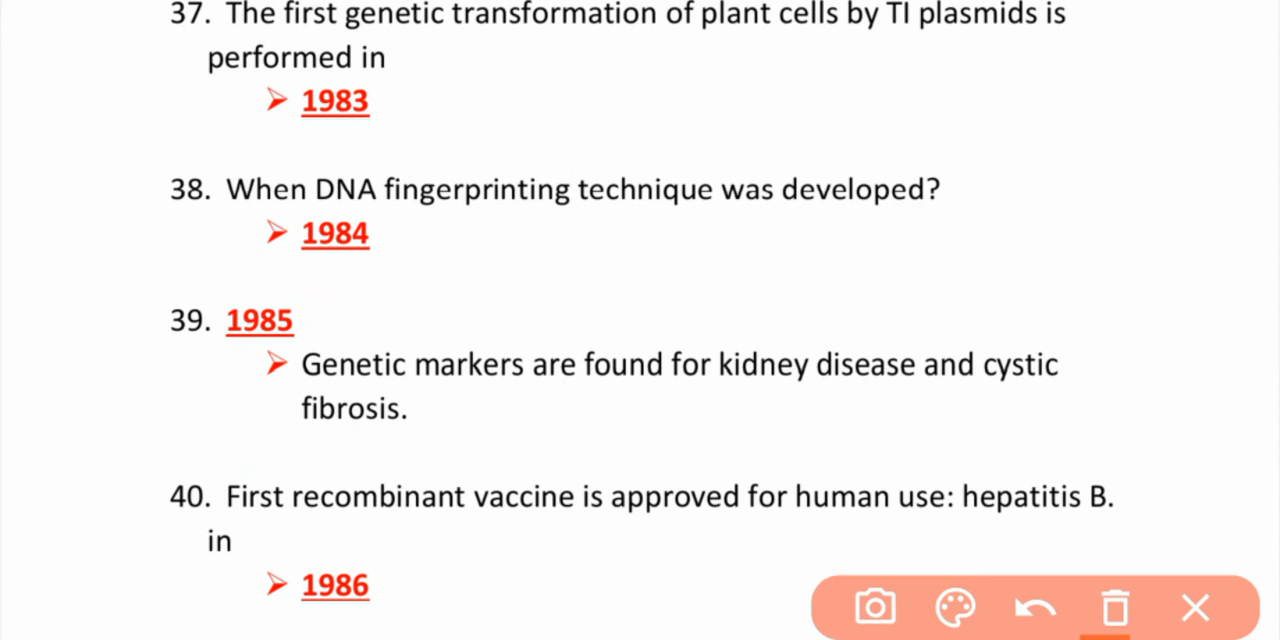 37. The first genetic transformation of plant cells by TI plasmids is
performed in
➢ 1983
38. When DNA fingerprinting technique was developed?
➢ 1984
39. 1985
➢ Genetic markers are found for kidney disease and cystic
fibrosis.
40. First recombinant vaccine is approved for human use: hepatitis B.
in
➢ 1986